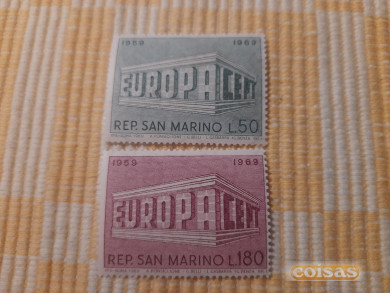 1959 1969
EUROPA CEPT
REP. SAN MARINO L.50
1959 1969
EUROPA CEPT
REP. SAN MARINO L.180
coisas